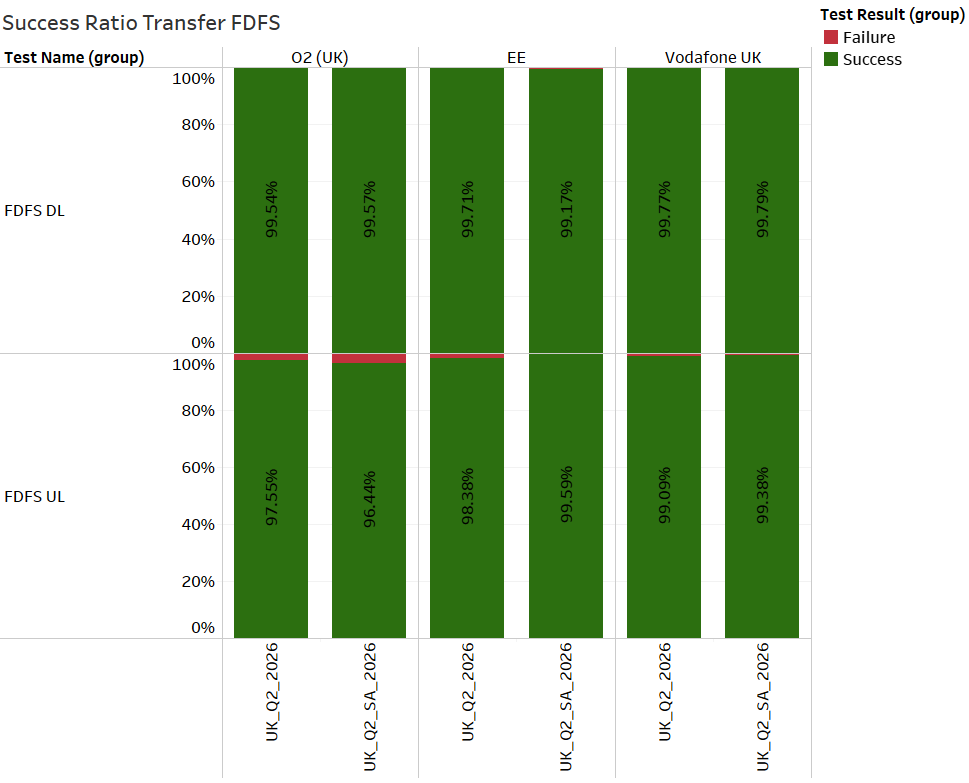 Success Ratio Transfer FDFS
Test Result (group)
Failure
Success
Test Name (group)
O2 (UK)
EE
Vodafone UK
FDFS DL
100%
80%
60%
40%
20%
0%
99.54%
99.57%
99.71%
99.17%
99.77%
99.79%
FDFS UL
100%
80%
60%
40%
20%
0%
97.55%
96.44%
98.38%
99.59%
99.09%
99.38%
UK_Q2_2026
UK_Q2_SA_2026
UK_Q2_2026
UK_Q2_SA_2026
UK_Q2_2026
UK_Q2_SA_2026